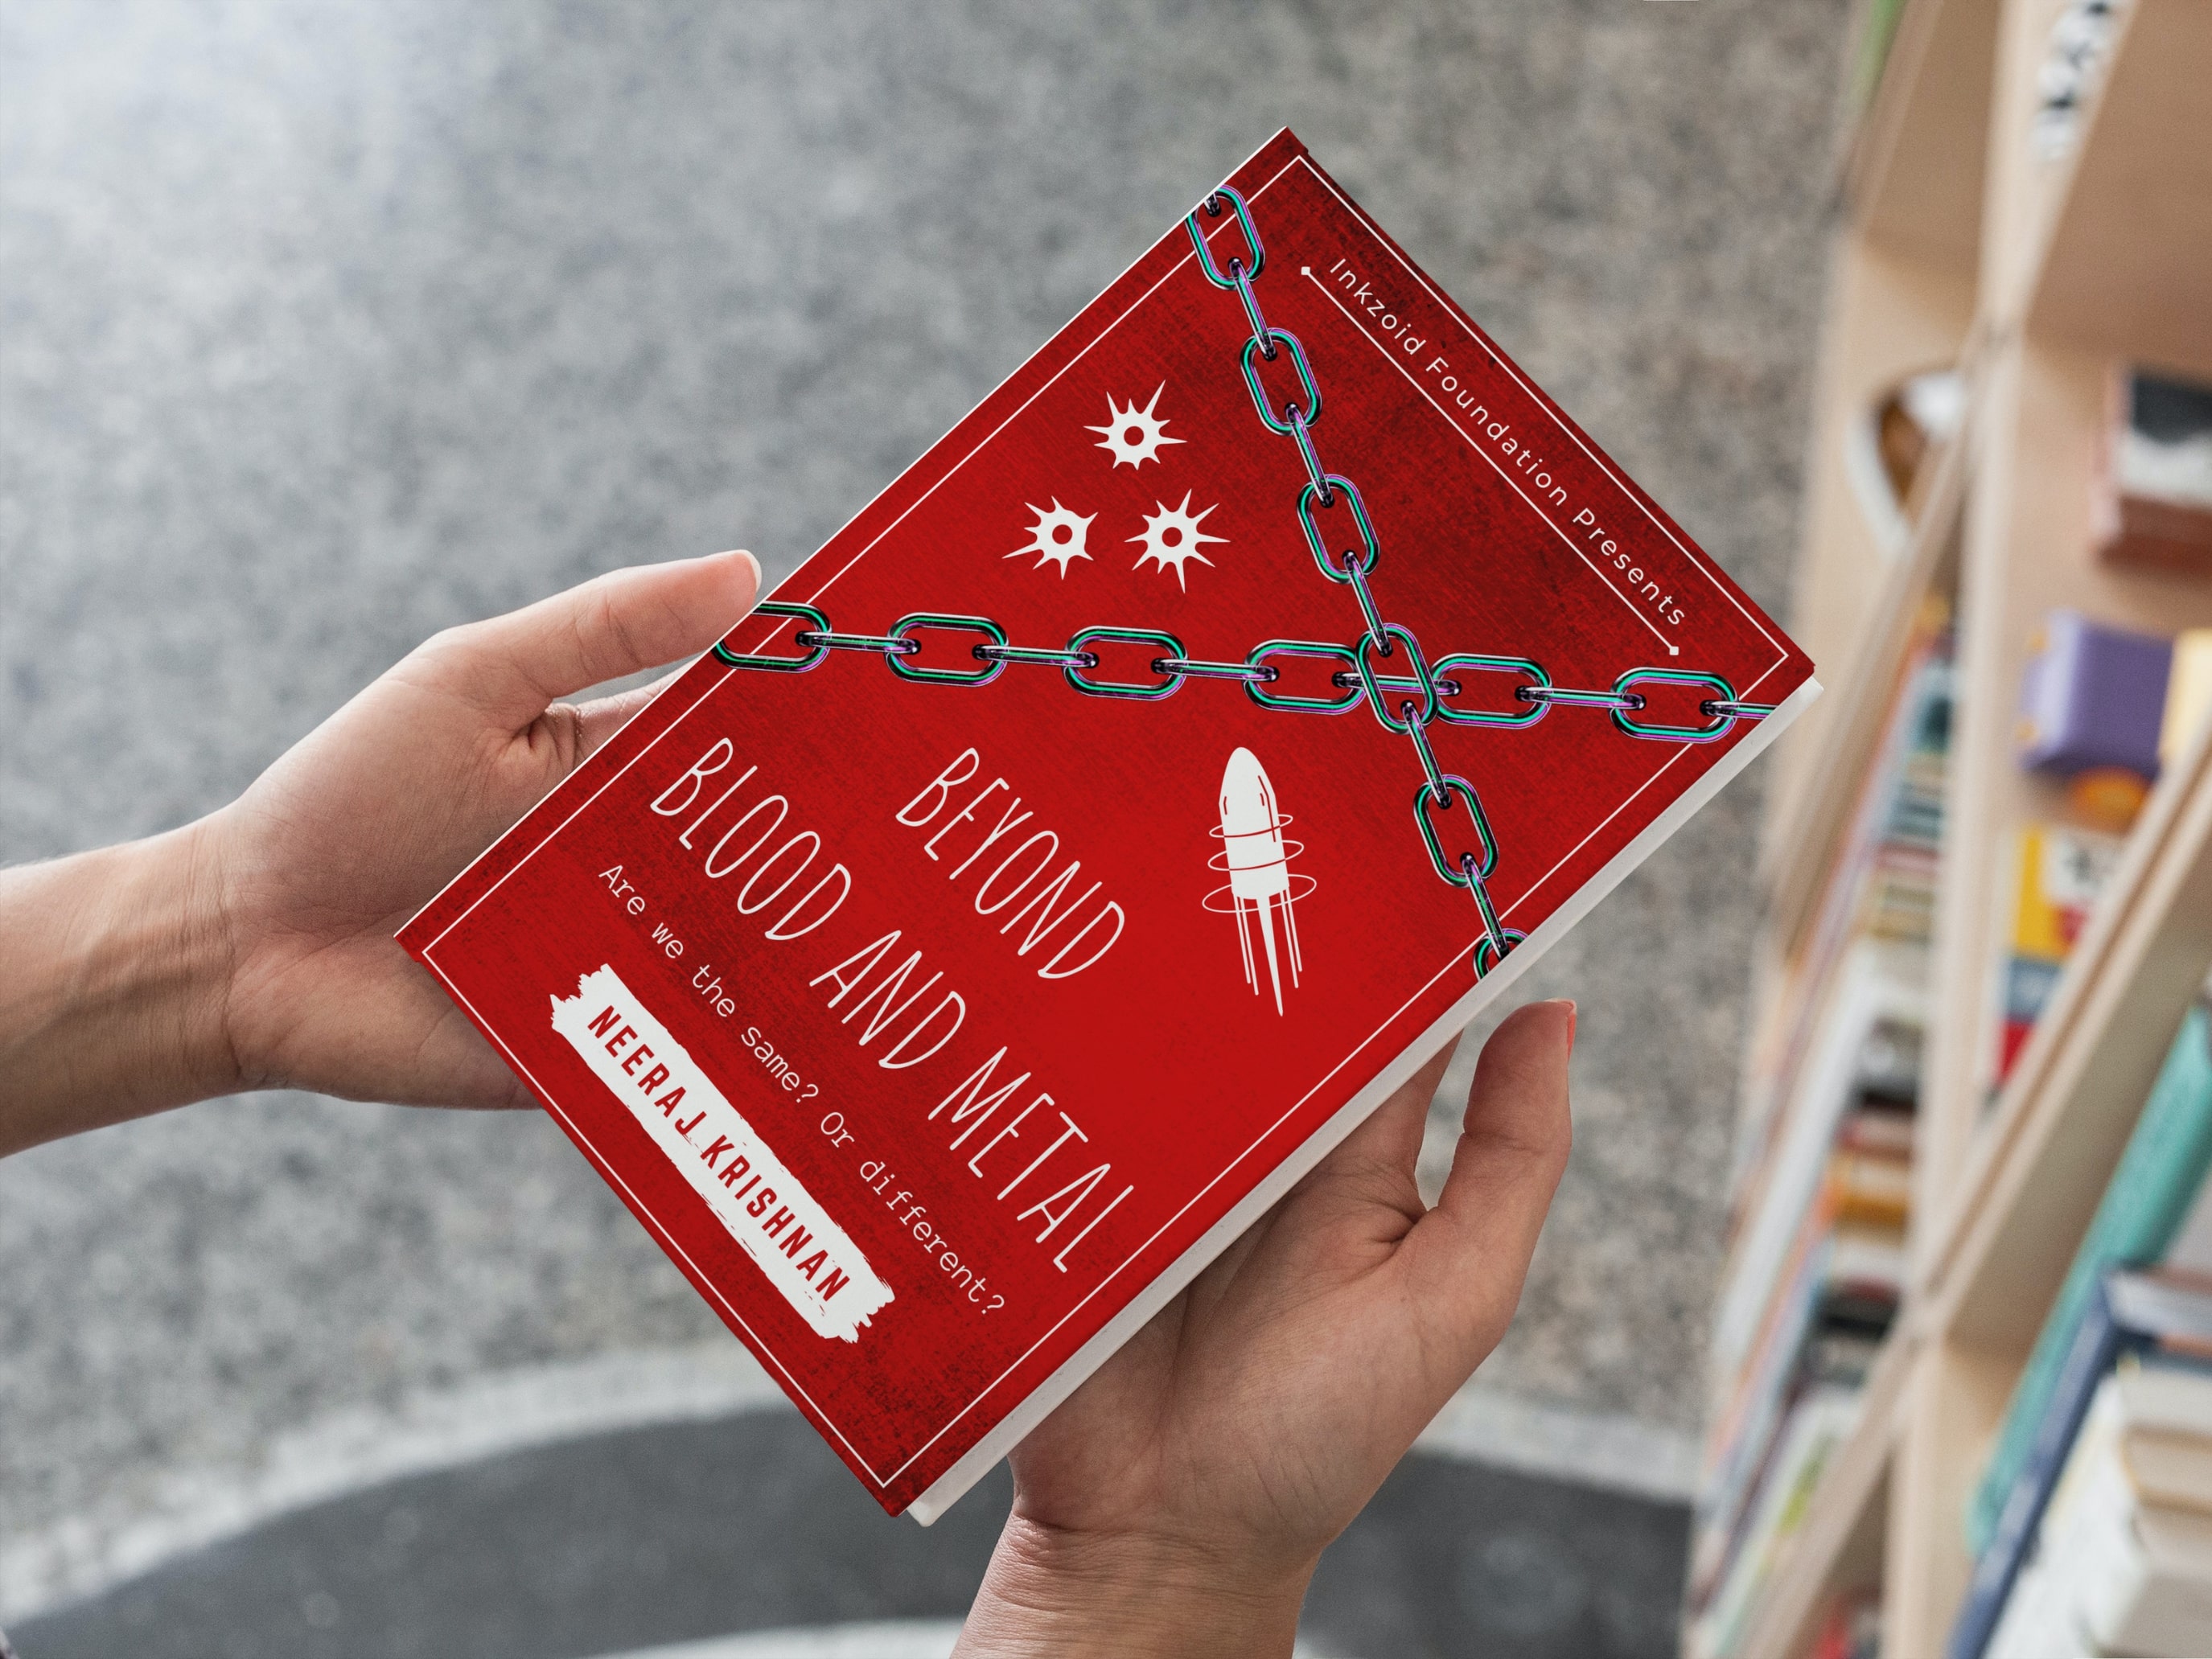 Inkzoid Foundation Presents
BEYOND
BLOOD AND METAL
Are we the same? Or different?
NEERAJ KRISHNAN